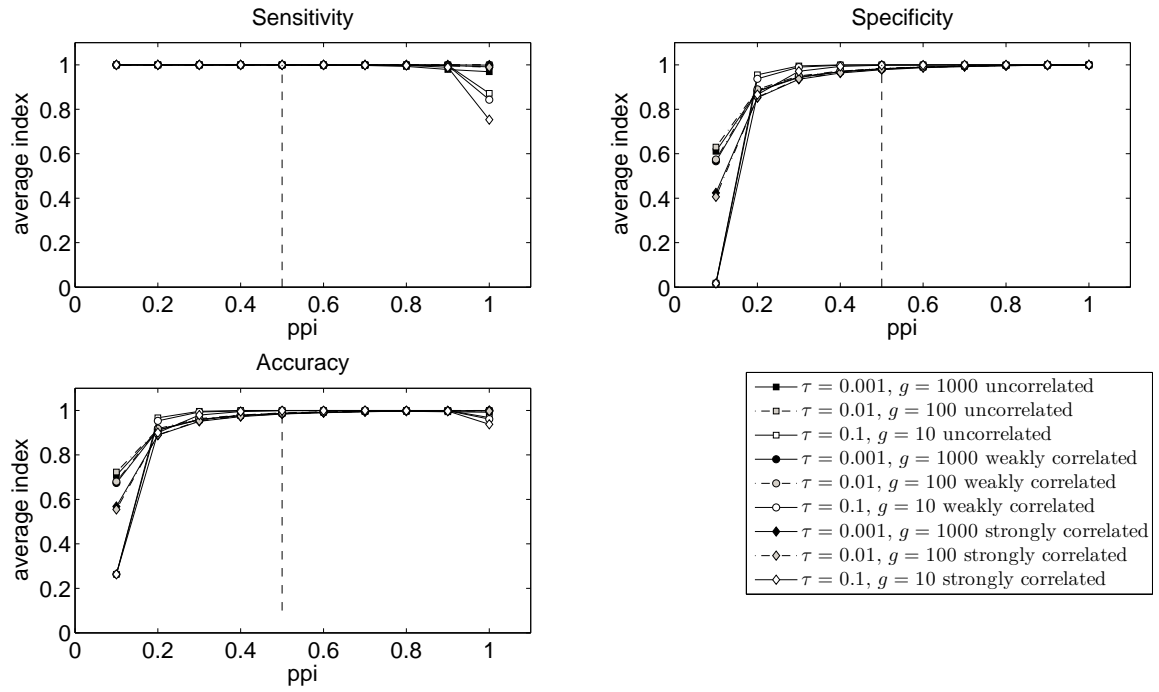 Sensitivity
1
0.8
0.6
0.4
0.2
0
average index
0 0.2 0.4 0.6 0.8 1
ppi
Specificity
1
0.8
0.6
0.4
0.2
0
average index
0 0.2 0.4 0.6 0.8 1
ppi
Accuracy
1
0.8
0.6
0.4
0.2
0
average index
0 0.2 0.4 0.6 0.8 1
ppi
τ = 0.001, g = 1000 uncorrelated
τ = 0.01, g = 100 uncorrelated
τ = 0.1, g = 10 uncorrelated
τ = 0.001, g = 1000 weakly correlated
τ = 0.01, g = 100 weakly correlated
τ = 0.1, g = 10 weakly correlated
τ = 0.001, g = 1000 strongly correlated
τ = 0.01, g = 100 strongly correlated
τ = 0.1, g = 10 strongly correlated